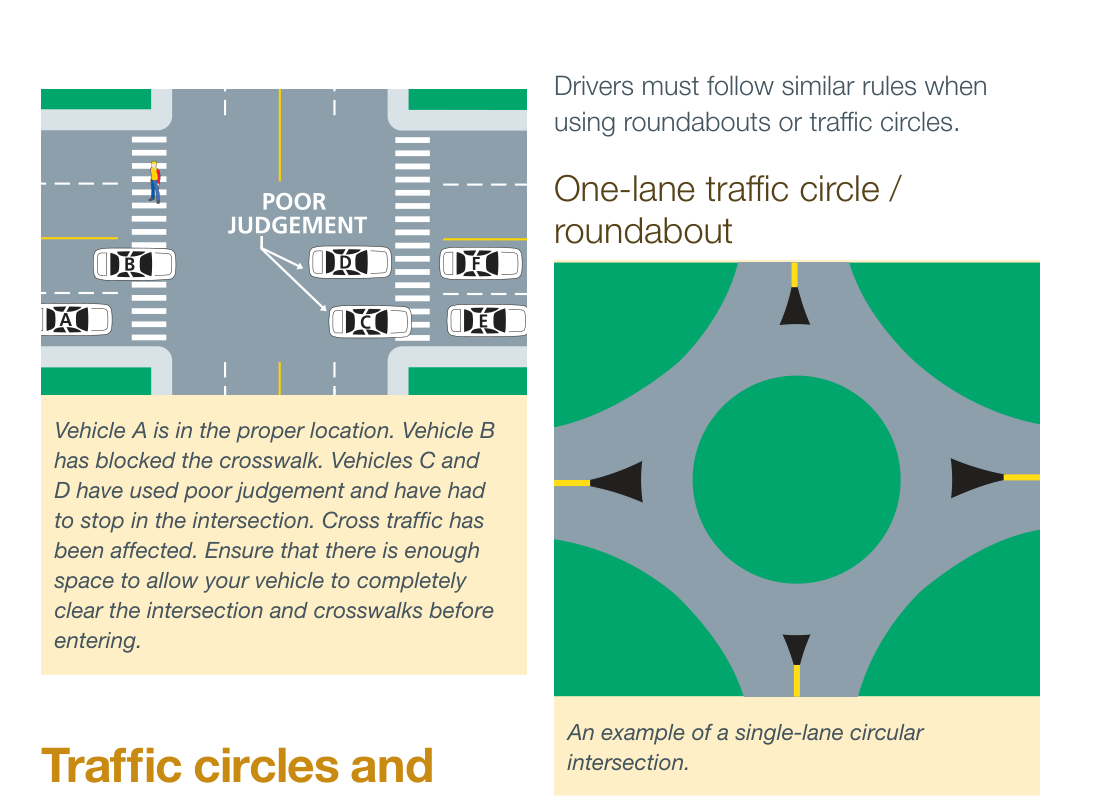 POOR
JUDGEMENT
B
D
F
A
C
E
Vehicle A is in the proper location. Vehicle B
has blocked the crosswalk. Vehicles C and
D have used poor judgement and have had
to stop in the intersection. Cross traffic has
been affected. Ensure that there is enough
space to allow your vehicle to completely
clear the intersection and crosswalks before
entering.
Traffic circles and
Drivers must follow similar rules when
using roundabouts or traffic circles.
One-lane traffic circle /
roundabout
An example of a single-lane circular
intersection.